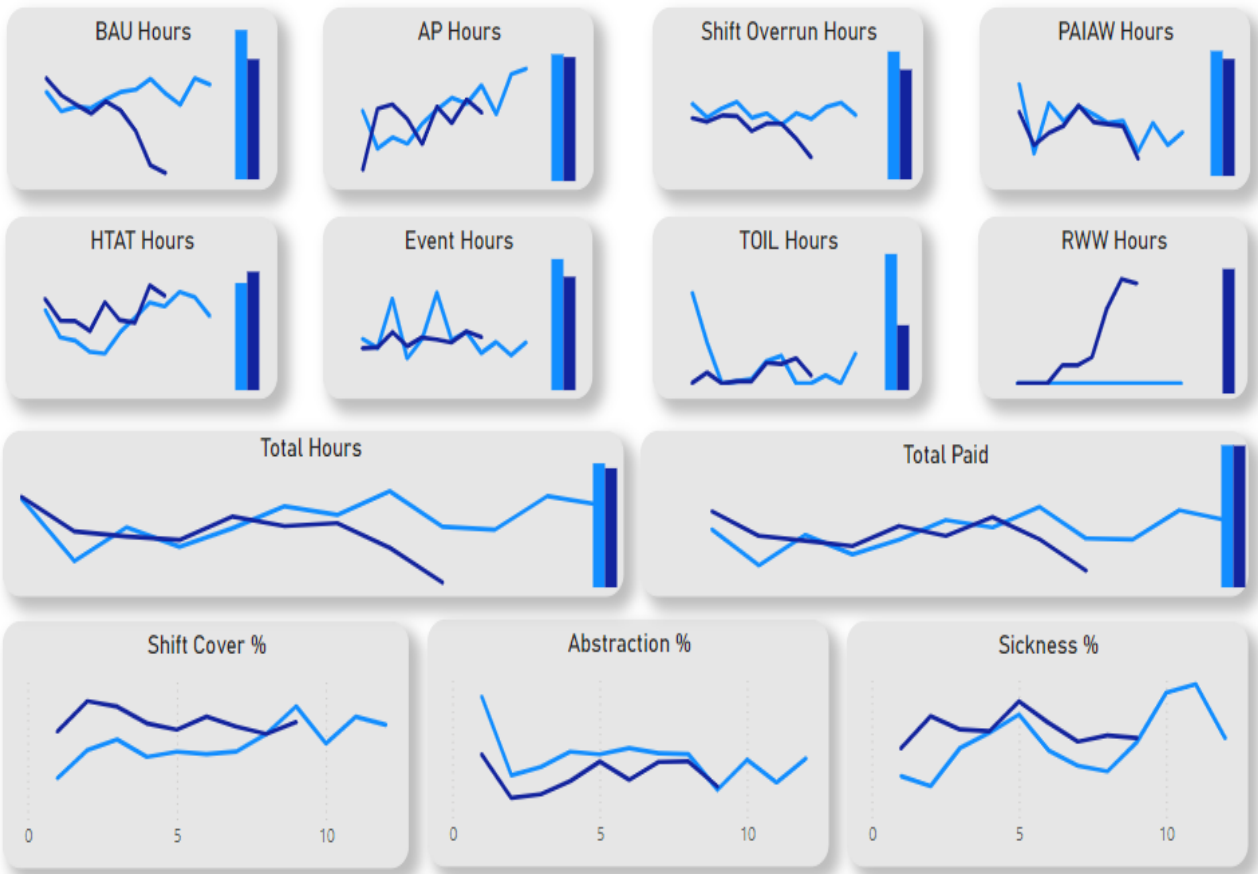 BAU Hours
AP Hours
Shift Overrun Hours
PAIAW Hours
HTAT Hours
Event Hours
TOIL Hours
RWW Hours
Total Hours
Total Paid
Shift Cover %
0 5 10
Abstraction %
0 5 10
Sickness %
0 5 10